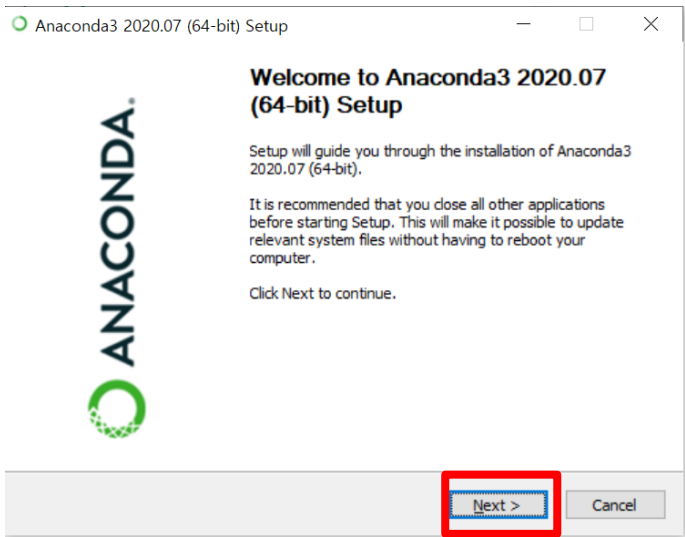 Anaconda3 2020.07 (64-bit) Setup
ANACONDA.
Welcome to Anaconda3 2020.07
(64-bit) Setup
Setup will guide you through the installation of Anaconda3
2020.07 (64-bit).
It is recommended that you close all other applications
before starting Setup. This will make it possible to update
relevant system files without having to reboot your
computer.
Click Next to continue.
Next >
Cancel